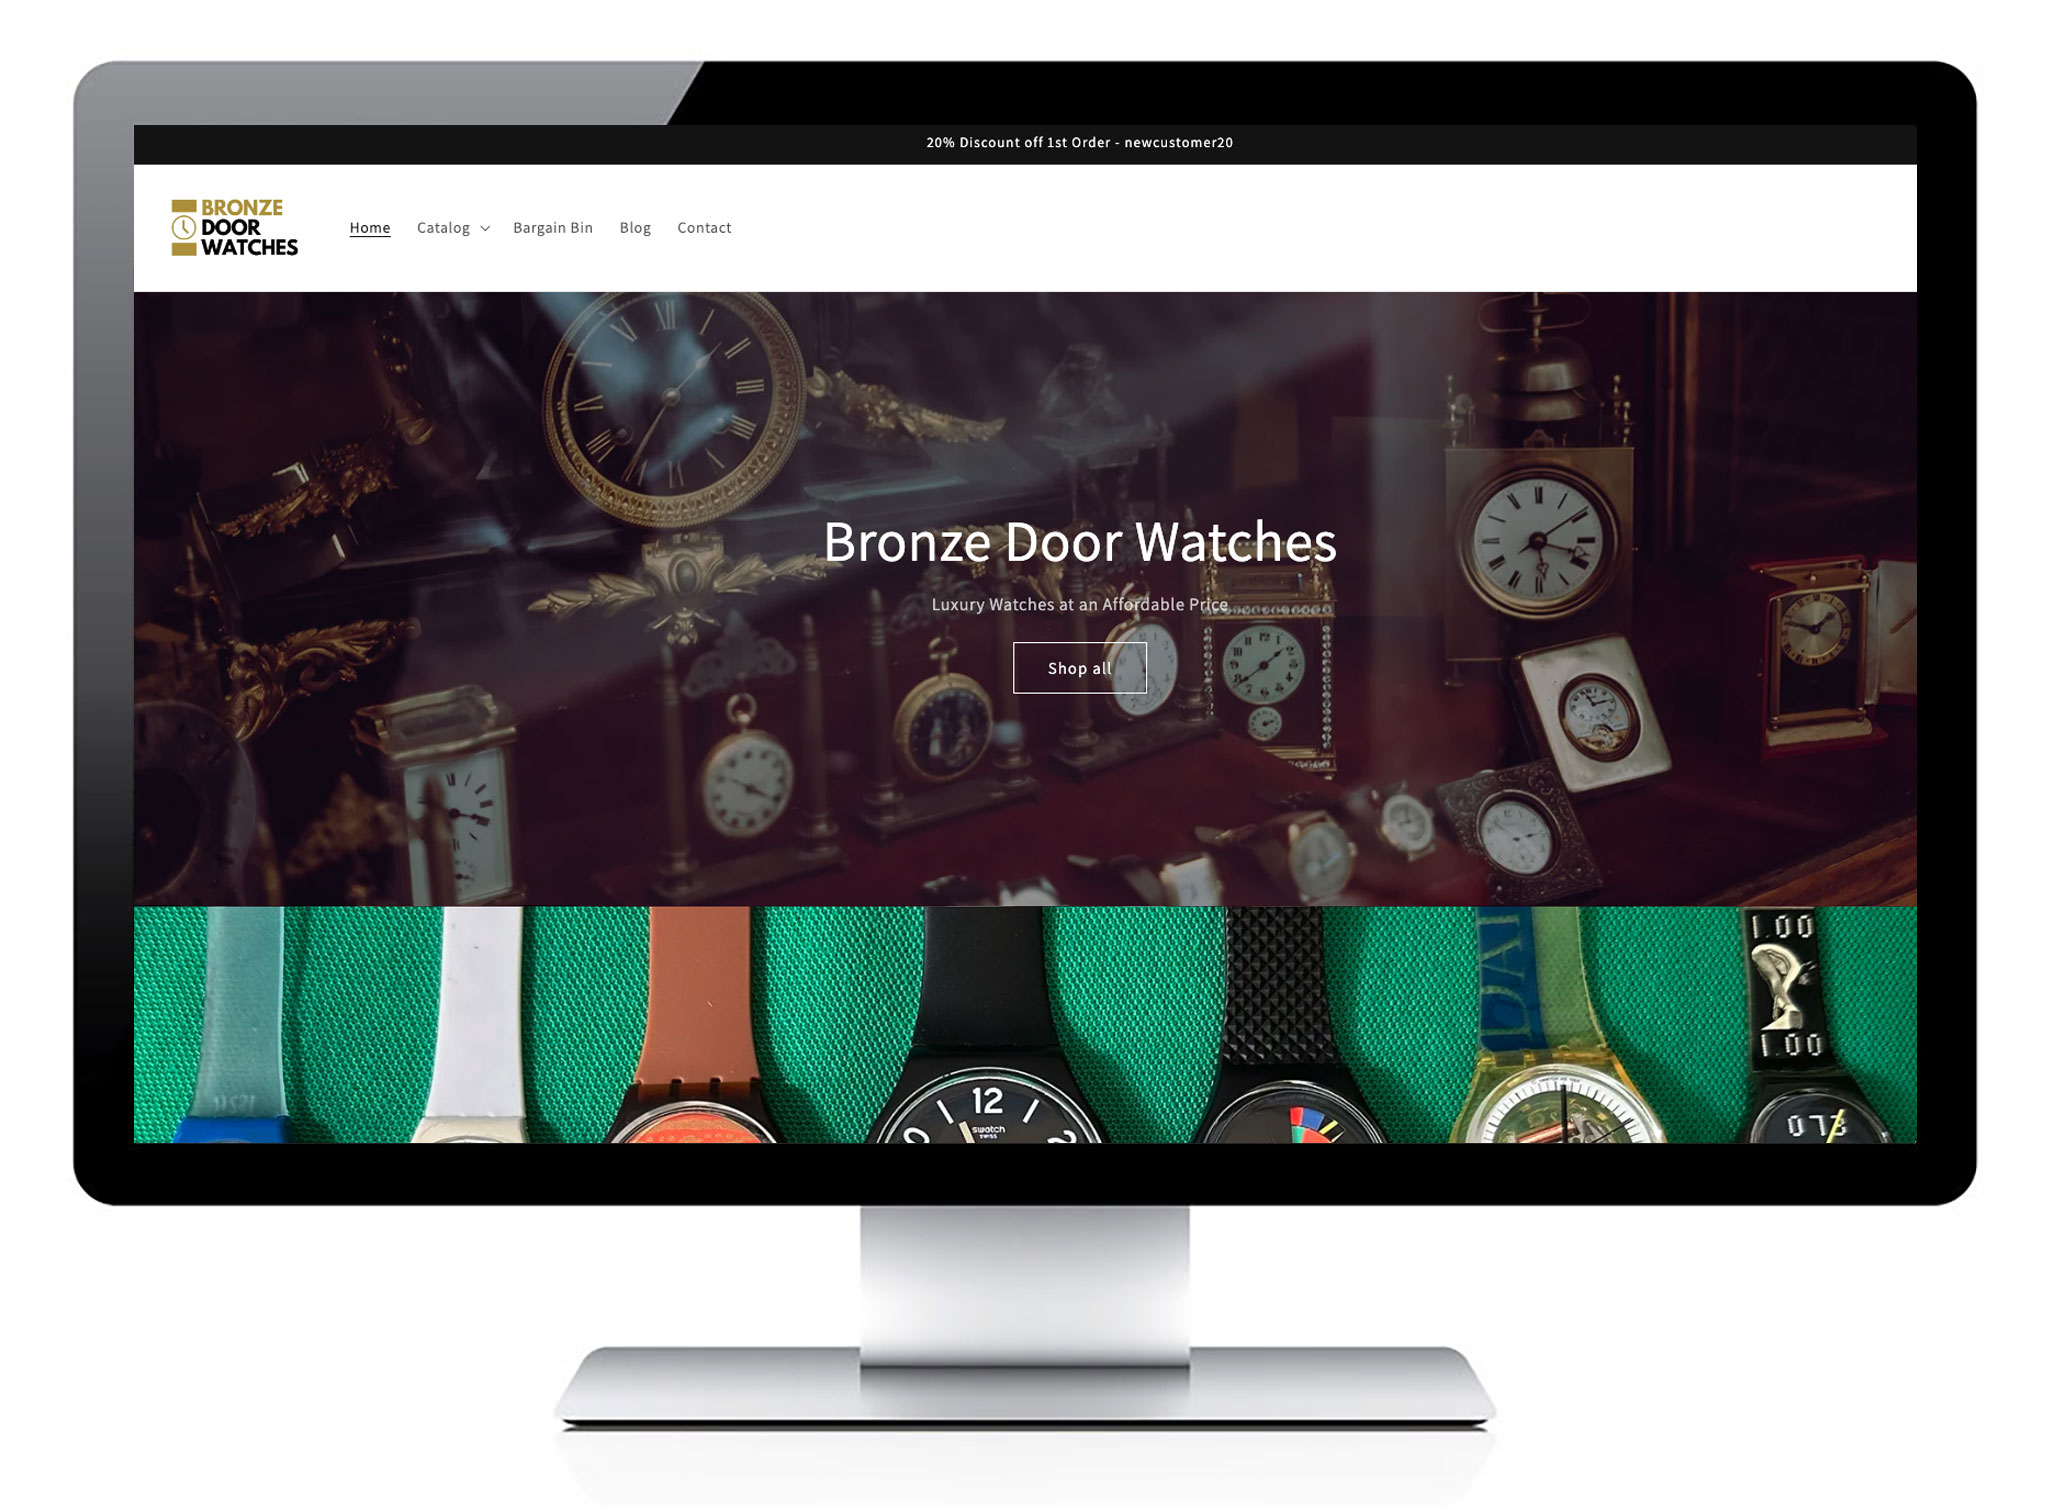 20% Discount off 1st Order - newcustomer20
BRONZE
DOOR
WATCHES
Home Catalog Bargain Bin Blog Contact
Bronze Door Watches
Luxury Watches at an Affordable Price
Shop all
1.00
1.00
12
swatch
SWISS